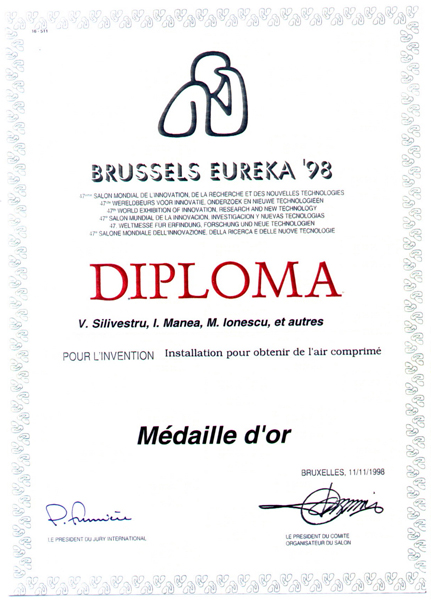 BRUSSELS EUREKA '98
47ème SALON MONDIAL DE L'INNOVATION, DE LA RECHERCHE ET DES NOUVELLES TECHNOLOGIES
47ste WERELDBEURS VOOR INNOVATIE, ONDERZOEK EN NIEUWE TECHNOLOGIEËN
47th WORLD EXHIBITION OF INNOVATION, RESEARCH AND NEW TECHNOLOGY
47° SALON MUNDIAL DE LA INNOVACION, INVESTIGACION Y NUEVAS TECNOLOGIAS
47. WELTMESSE FÜR ERFINDUNG, FORSCHUNG UND NEUE TECHNOLOGIEN
47° SALONE MONDIALE DELL'INNOVAZIONE, DELLA RICERCA E DELLE NUOVE TECNOLOGIE
DIPLOMA
V. Silivestru, I. Manea, M. Ionescu, et autres
POUR L'INVENTION Installation pour obtenir de l'air comprimé
Médaille d'or
BRUXELLES, 11/11/1998
LE PRESIDENT DU JURY INTERNATIONAL
LE PRESIDENT DU COMITE
ORGANISATEUR DU SALON